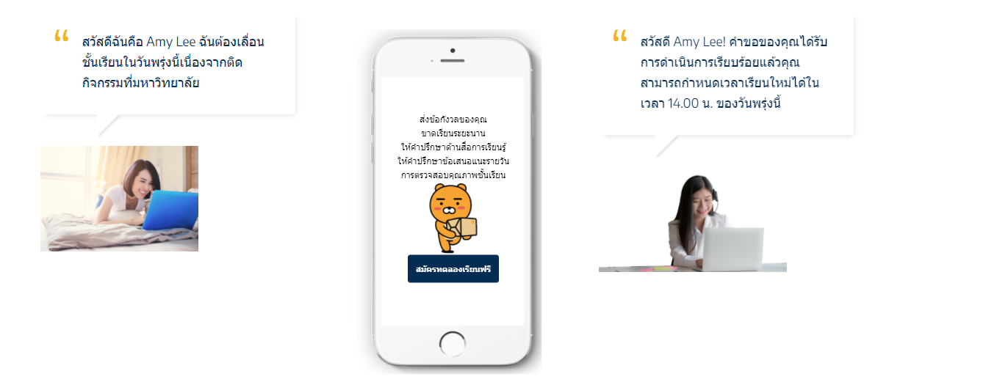 สวัสดีฉันคือ Amy Lee ฉันต้องเลื่อน
ชั้นเรียนในวันพรุ่งนี้เนื่องจากติด
กิจกรรมที่มหาวิทยาลัย
ส่งข้อกังวลของคุณ
ขาดเรียนระยะนาน
ให้คำปรึกษาด้านสื่อการเรียนรู้
ให้คำปรึกษาข้อเสนอแนะรายวัน
การตรวจสอบคุณภาพชั้นเรียน
สมัครทดลองเรียนฟรี
สวัสดี Amy Lee! คำขอของคุณได้รับ
การดำเนินการเรียบร้อยแล้วคุณ
สามารถกำหนดเวลาเรียนใหม่ได้ใน
เวลา 14.00 น. ของวันพรุ่งนี้